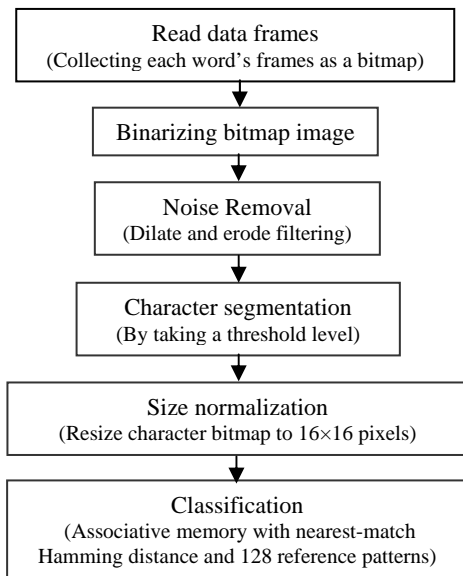 Read data frames
(Collecting each word's frames as a bitmap)
Binarizing bitmap image
Noise Removal
(Dilate and erode filtering)
Character segmentation
(By taking a threshold level)
Size normalization
(Resize character bitmap to 16×16 pixels)
Classification
(Associative memory with nearest-match
Hamming distance and 128 reference patterns)